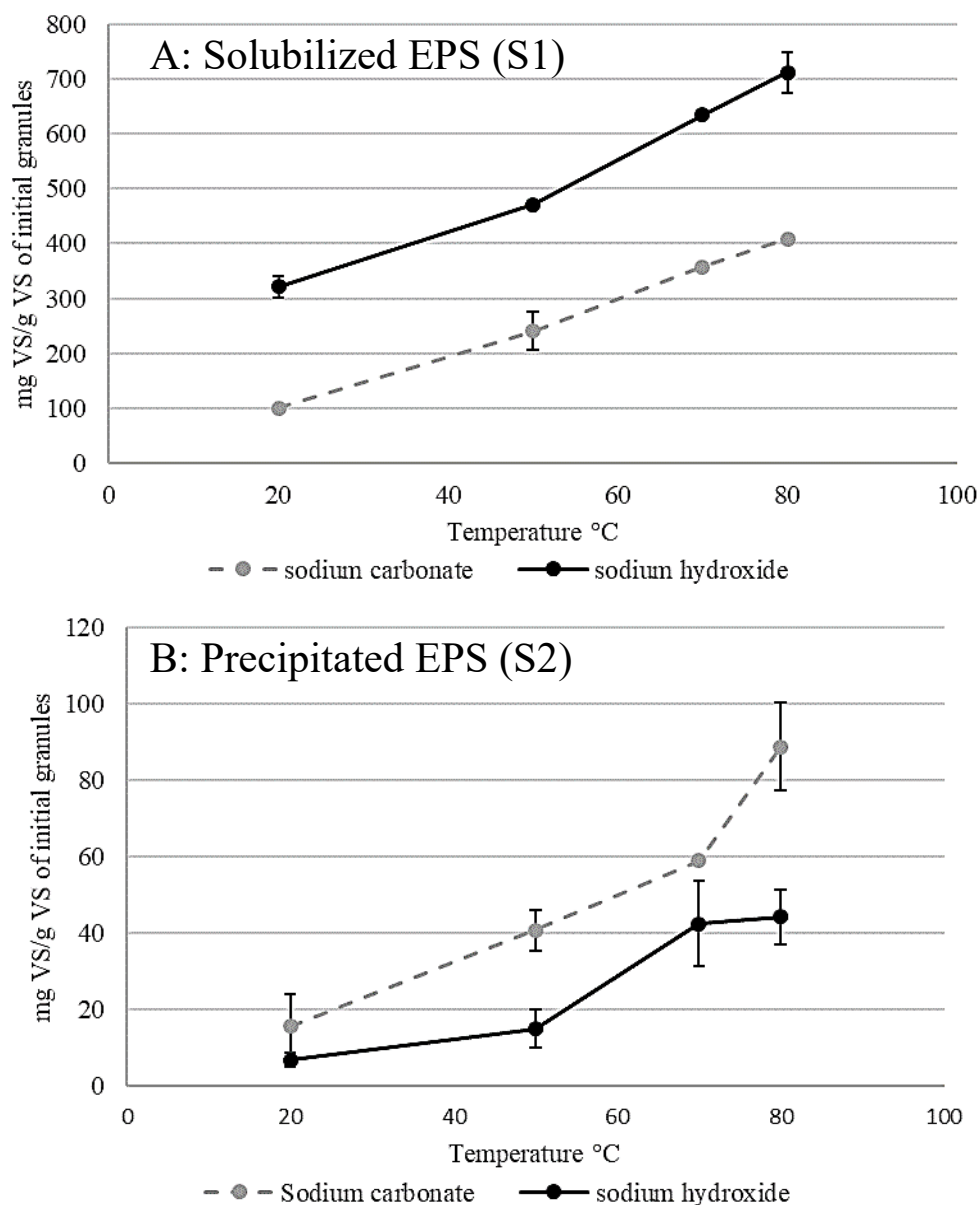 A: Solubilized EPS (S1)
mg VS/g VS of initial granules
800
700
600
500
400
300
200
100
0
0 20 40 60 80 100
Temperature °C
sodium carbonate sodium hydroxide
B: Precipitated EPS (S2)
mg VS/g VS of initial granules
120
100
80
60
40
20
0
0 20 40 60 80 100
Temperature °C
Sodium carbonate sodium hydroxide